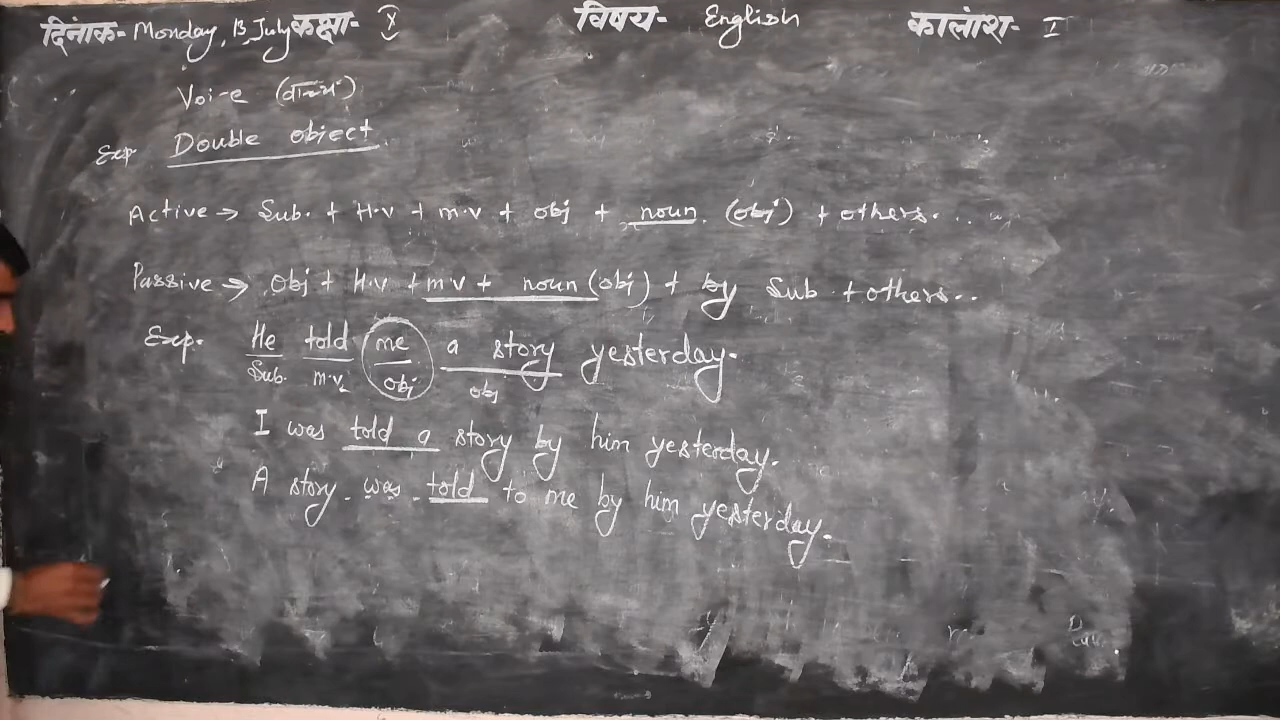 दिनांक- Monday, 13, July कक्षा- X विषय- English कालांश- I
Voice (वाच्य)
Exp. Double object
Active → Sub. + H.v + m.v + obj + noun (obj) + others...
Passive → Obj + H.v + m.v + noun (obj) + by Sub + others..
Exp. He told me a story yesterday.
Sub. m.v2 obj obj
I was told a story by him yesterday.
A story was told to me by him yesterday.